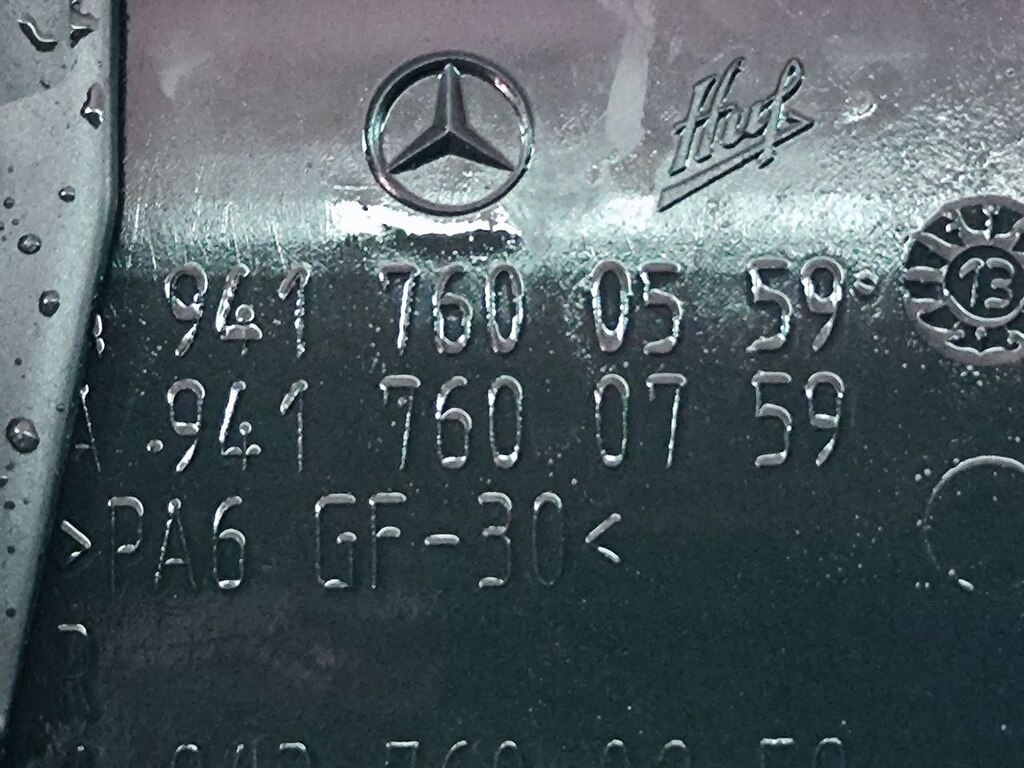 Huf
A 941 760 05 59
13
A 941 760 07 59
>PA6 GF-30<
R